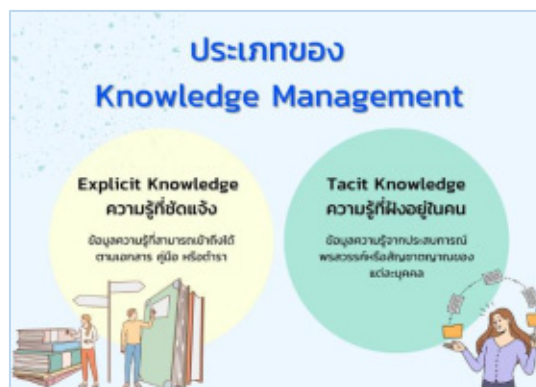 ประเภทของ
Knowledge Management
Explicit Knowledge
ความรู้ที่ชัดแจ้ง
ข้อมูลความรู้ที่สามารถเข้าถึงได้
ตามเอกสาร คู่มือ หรือตำรา
Tacit Knowledge
ความรู้ที่ฝังอยู่ในคน
ข้อมูลความรู้จากประสบการณ์
พรสวรรค์หรือสัญชาตญาณของ
แต่ละบุคคล